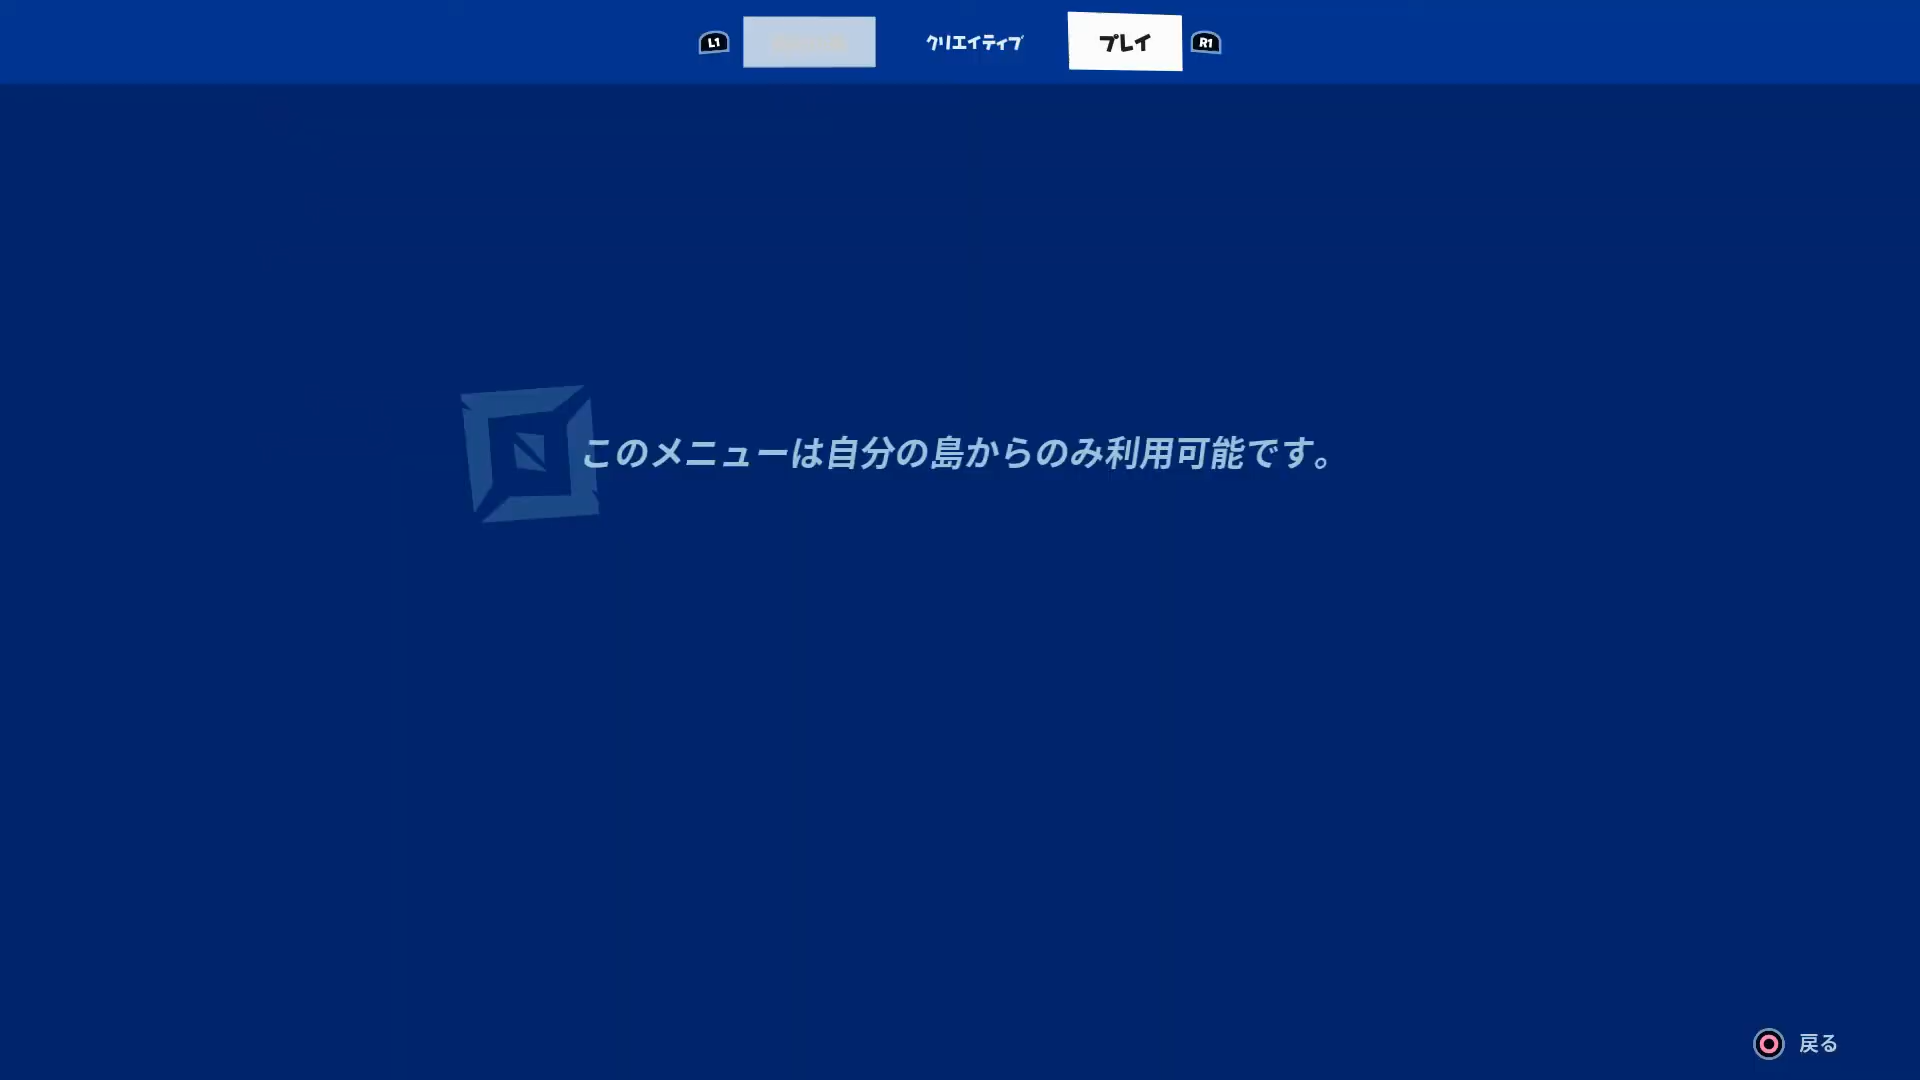 L1
クリエイティブ
プレイ
R1
このメニューは自分の島からのみ利用可能です。
戻る